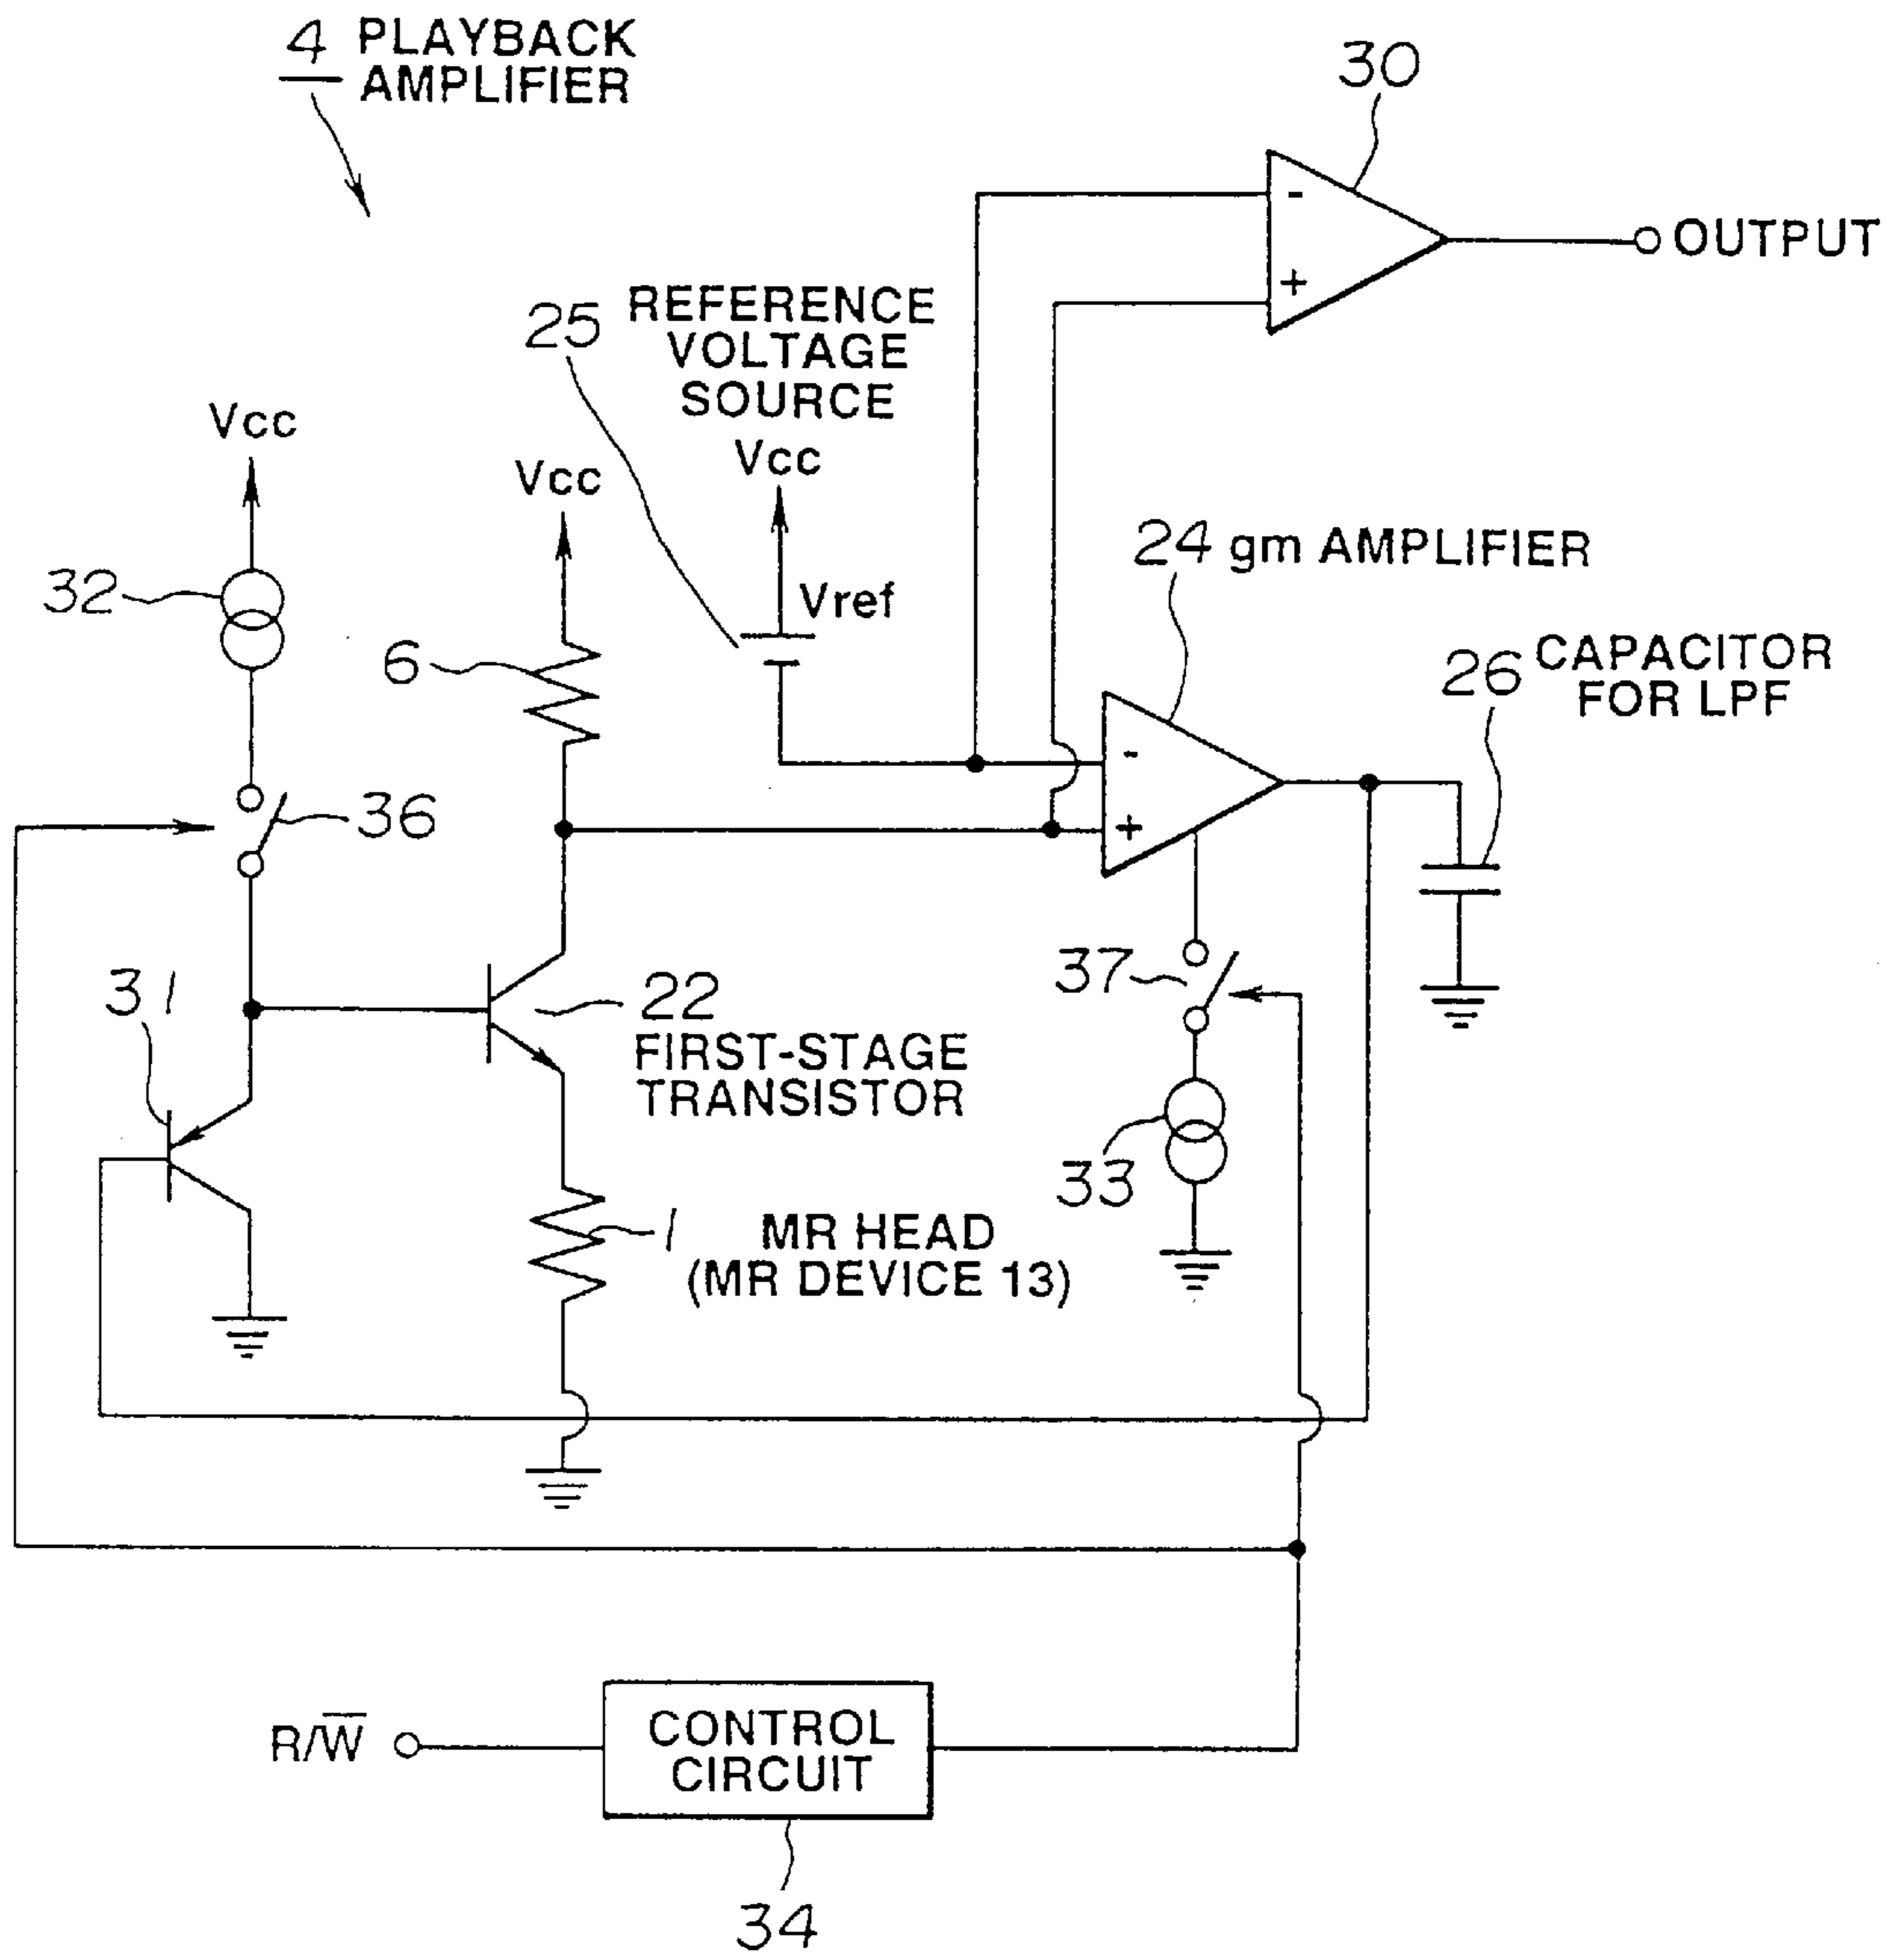 4 PLAYBACK
AMPLIFIER
30
-
+
OUTPUT
25 REFERENCE
VOLTAGE
SOURCE
Vcc
Vcc
Vcc
Vref
24 gm AMPLIFIER
32
6
26 CAPACITOR
FOR LPF
36
-
+
31
22
FIRST-STAGE
TRANSISTOR
37
33
1 MR HEAD
(MR DEVICE 13)
R/W̅
CONTROL
CIRCUIT
34